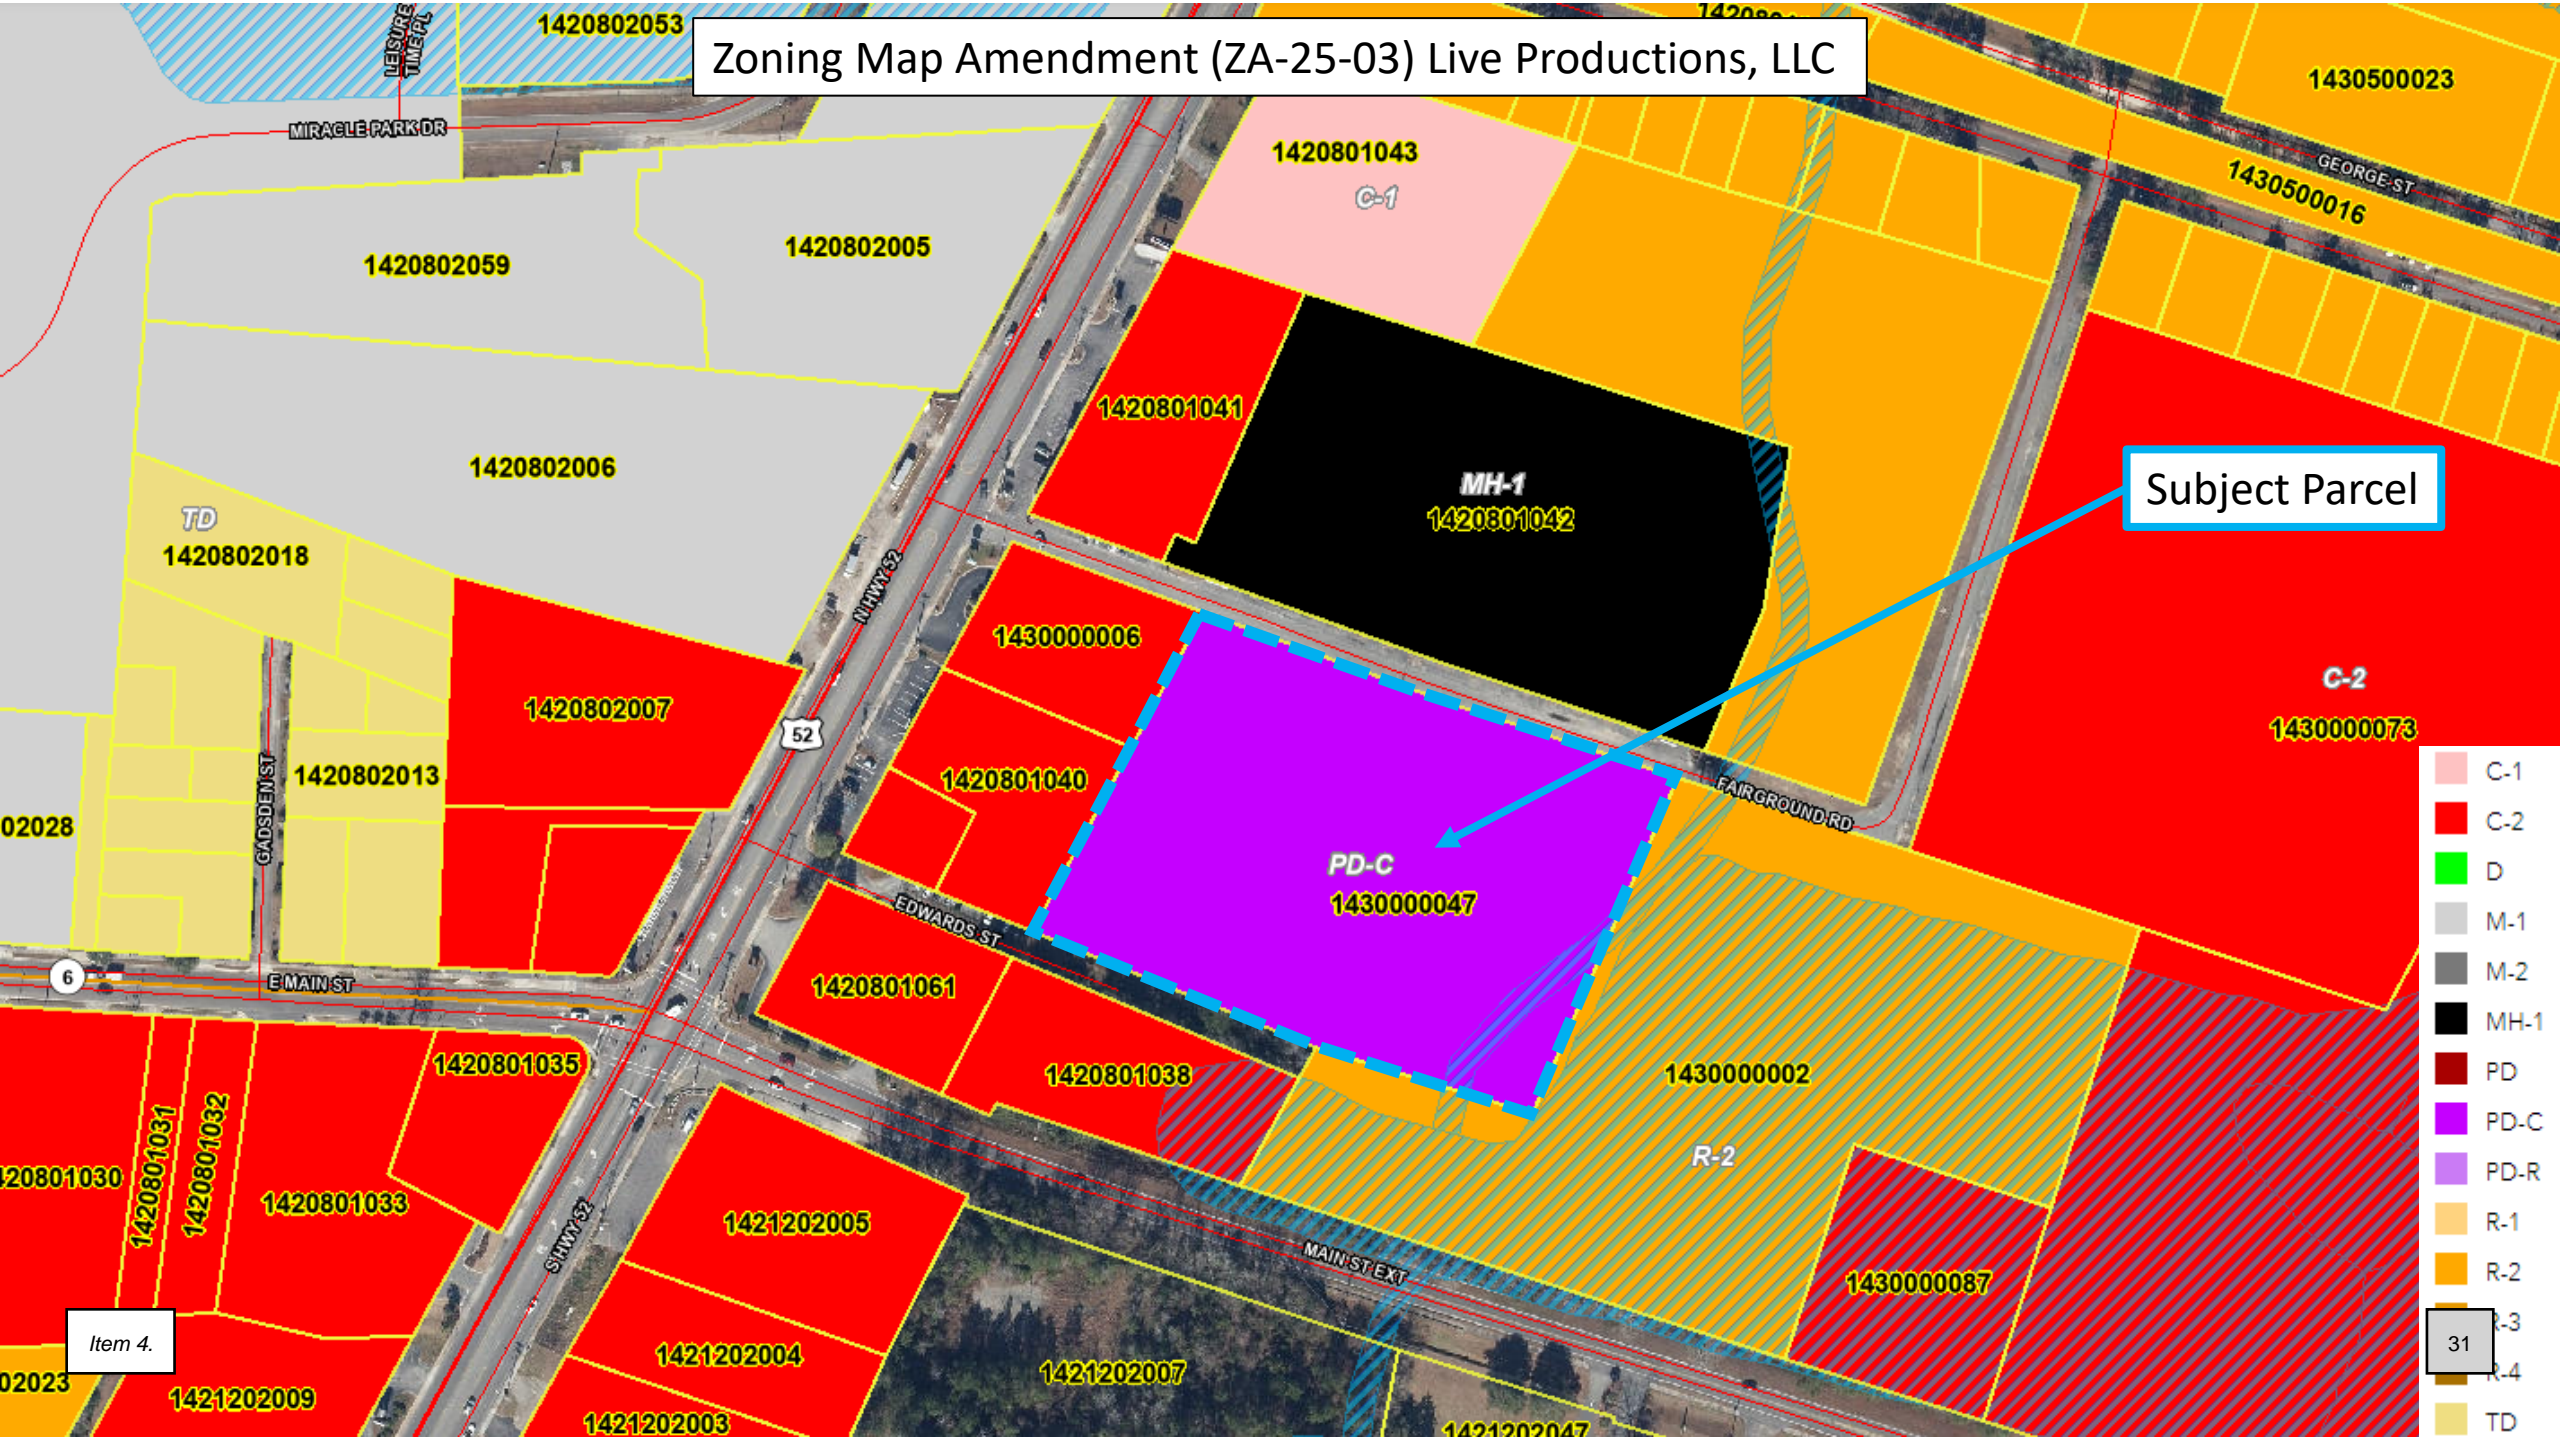 1420802053
LEISURE
TIME PL
Zoning Map Amendment (ZA-25-03) Live Productions, LLC
1430500023
MIRACLE PARK DR
1420801043
C-1
GEORGE ST
1430500016
1420802059
1420802005
1420801041
1420802006
MH-1
1420801042
Subject Parcel
TD
1420802018
N HWY 52
1430000006
1420802007
52
C-2
1430000073
1420802013
1420801040
GADSDEN ST
02028
FAIRGROUND RD
PD-C
1430000047
EDWARDS ST
6
E MAIN ST
1420801061
1420801035
1420801038
1430000002
R-2
1420801031
1420801032
20801030
1420801033
1421202005
S HWY 52
MAIN ST EXT
1430000087
1421202004
1421202007
1421202009
02023
1421202003
1421202047
C-1
C-2
D
M-1
M-2
MH-1
PD
PD-C
PD-R
R-1
R-2
R-3
R-4
TD
Item 4.
31